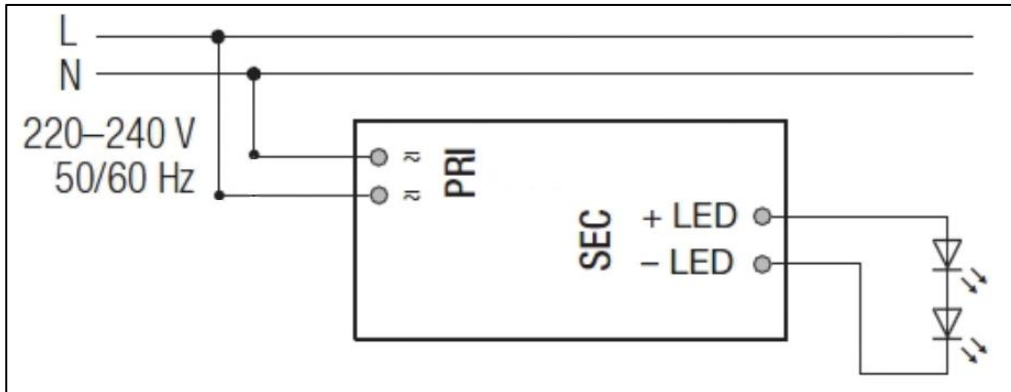 L
N
220–240 V
50/60 Hz
≈
≈
PRI
SEC
+ LED
– LED